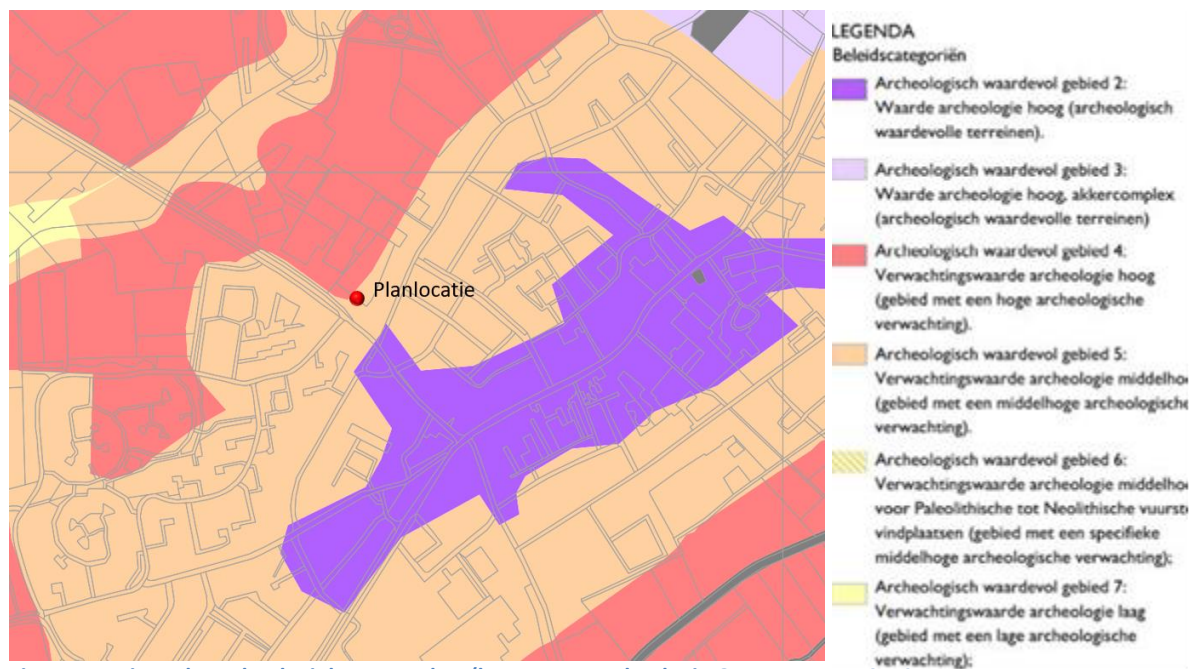 Planlocatie
LEGENDA
Beleidscategoriën
Archeologisch waardevol gebied 2:
Waarde archeologie hoog (archeologisch
waardevolle terreinen).
Archeologisch waardevol gebied 3:
Waarde archeologie hoog, akkercomplex
(archeologisch waardevolle terreinen)
Archeologisch waardevol gebied 4:
Verwachtingswaarde archeologie hoog
(gebied met een hoge archeologische
verwachting).
Archeologisch waardevol gebied 5:
Verwachtingswaarde archeologie middelho
(gebied met een middelhoge archeologische
verwachting).
Archeologisch waardevol gebied 6:
Verwachtingswaarde archeologie middelho
voor Paleolithische tot Neolithische vuurst
vindplaatsen (gebied met een specifieke
middelhoge archeologische verwachting);
Archeologisch waardevol gebied 7:
Verwachtingswaarde archeologie laag
(gebied met een lage archeologische
verwachting);